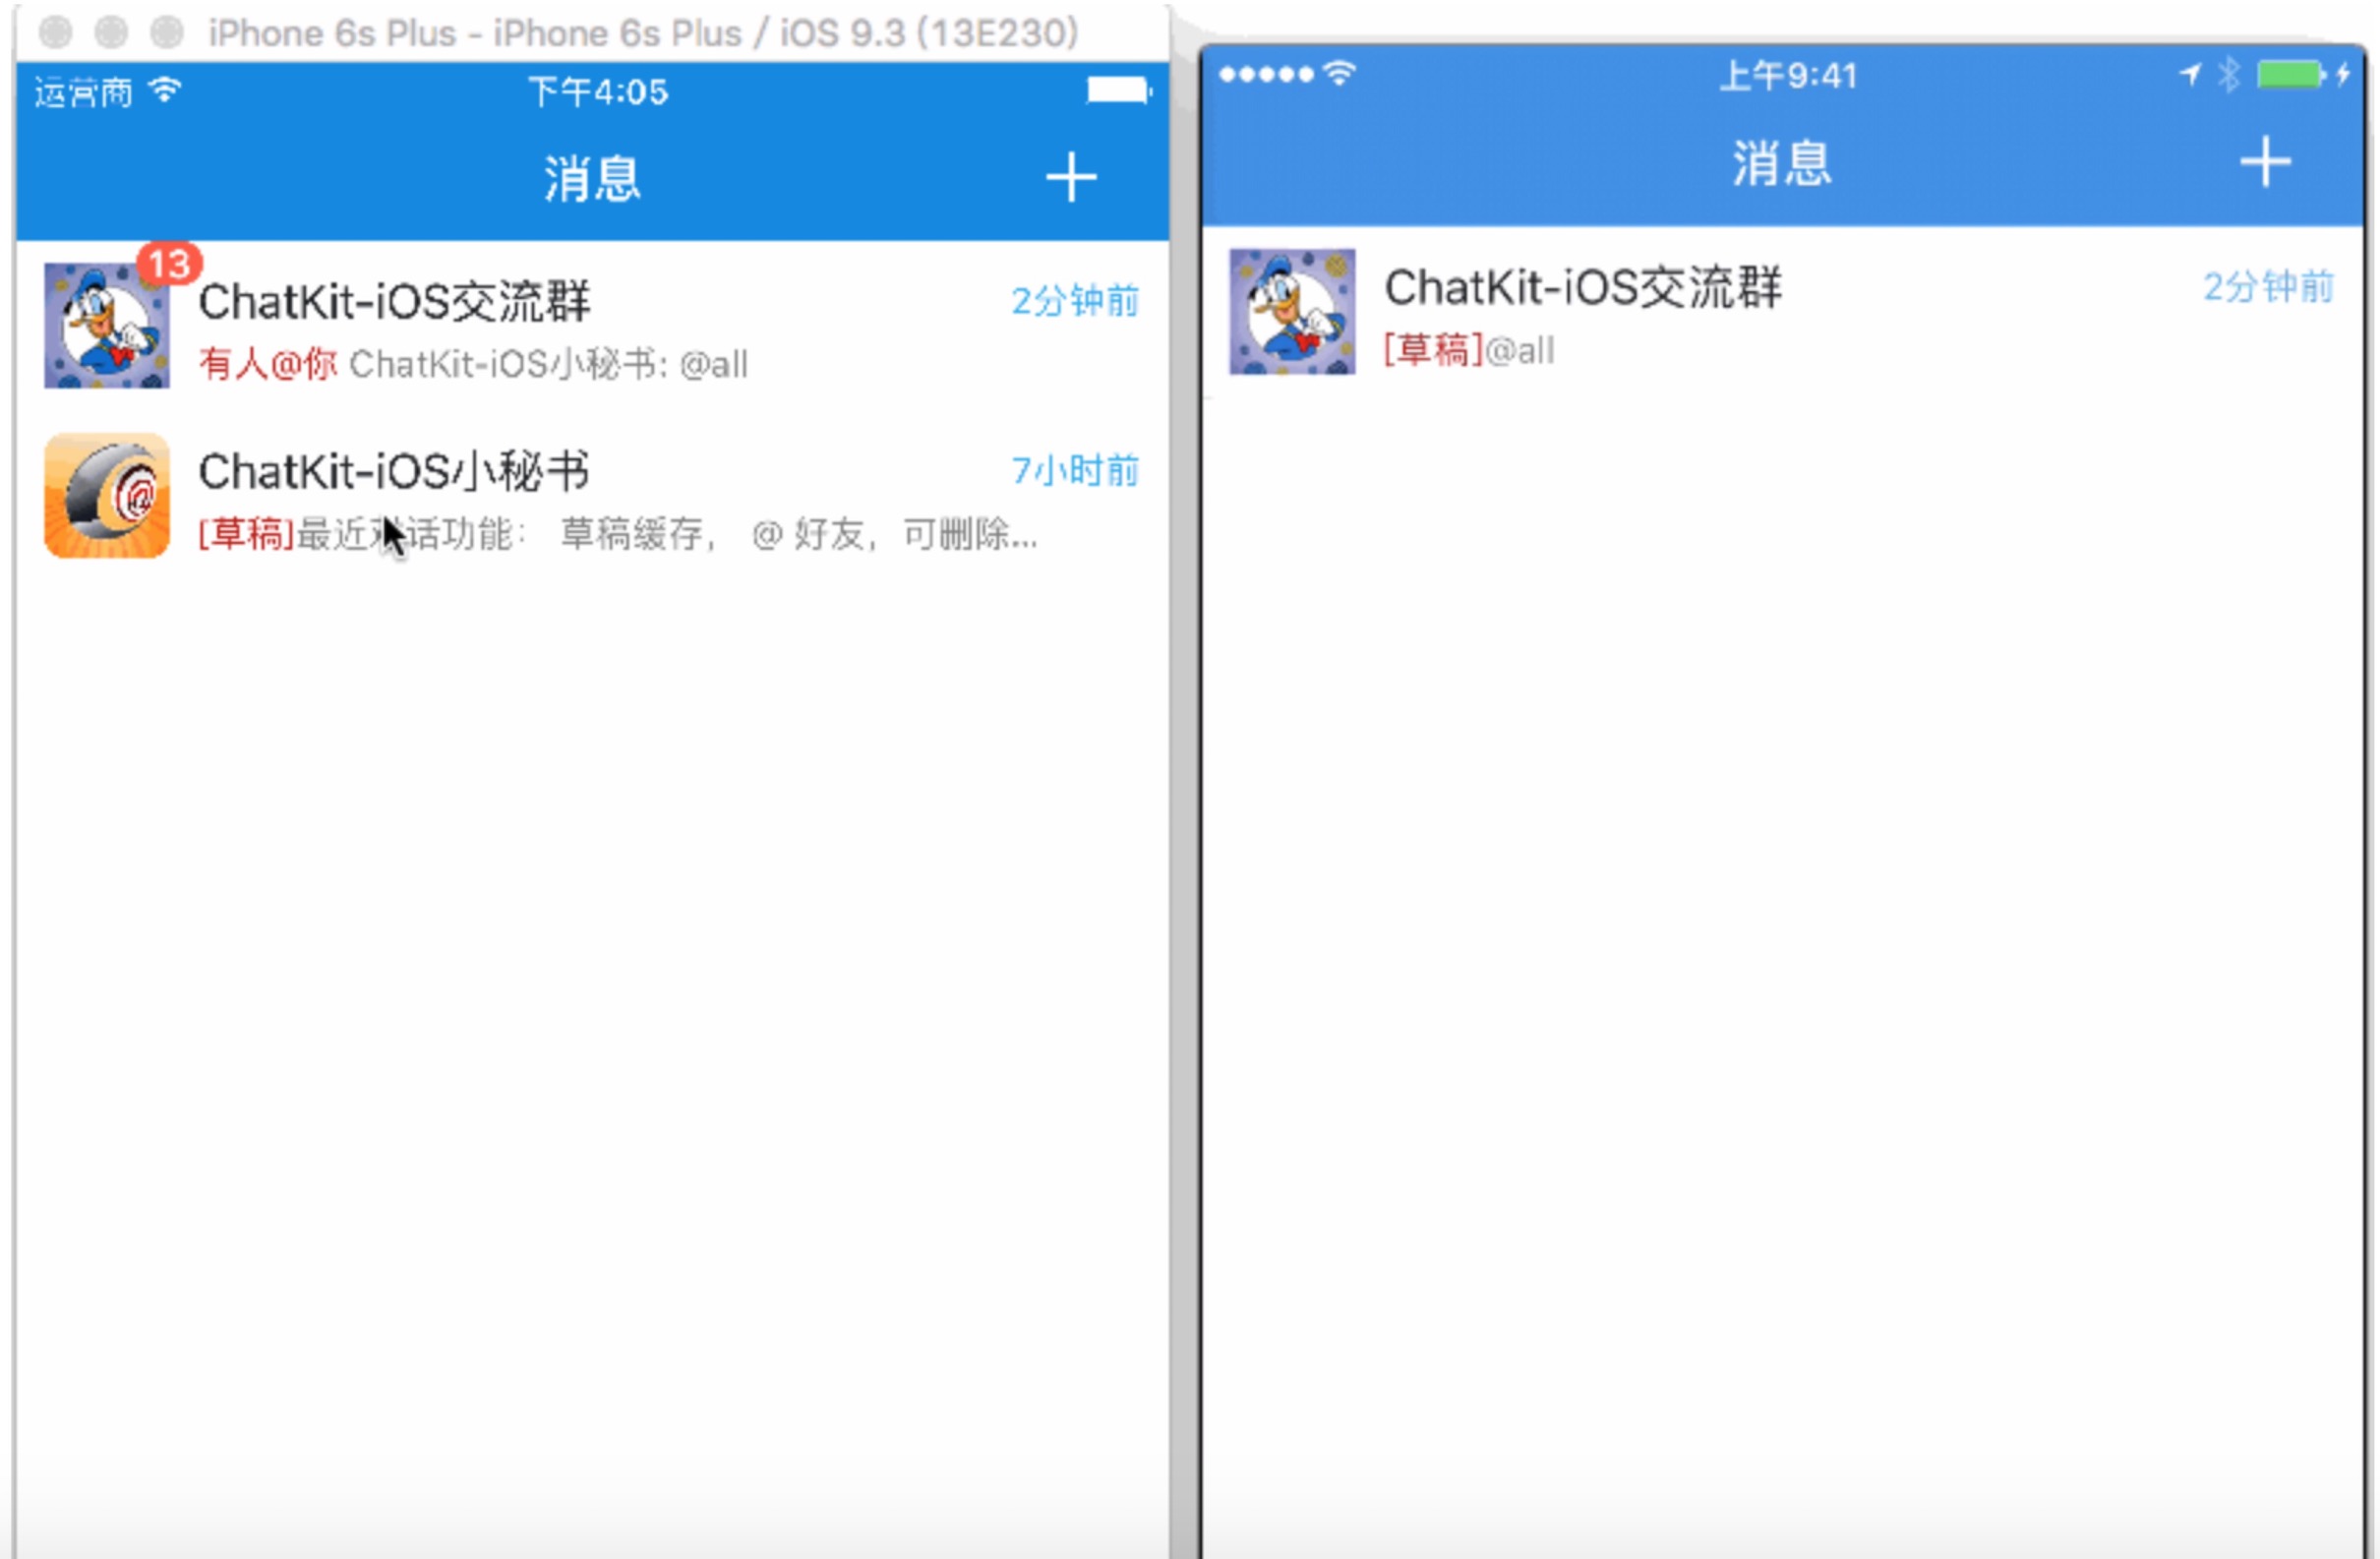 iPhone 6s Plus - iPhone 6s Plus / iOS 9.3 (13E230)
运营商 下午4:05
消息
13
ChatKit-iOS交流群 2分钟前
有人@你 ChatKit-iOS小秘书: @all
ChatKit-iOS小秘书 7小时前
[草稿]最近对话功能： 草稿缓存， @ 好友，可删除...
上午9:41
消息
ChatKit-iOS交流群 2分钟前
[草稿]@all